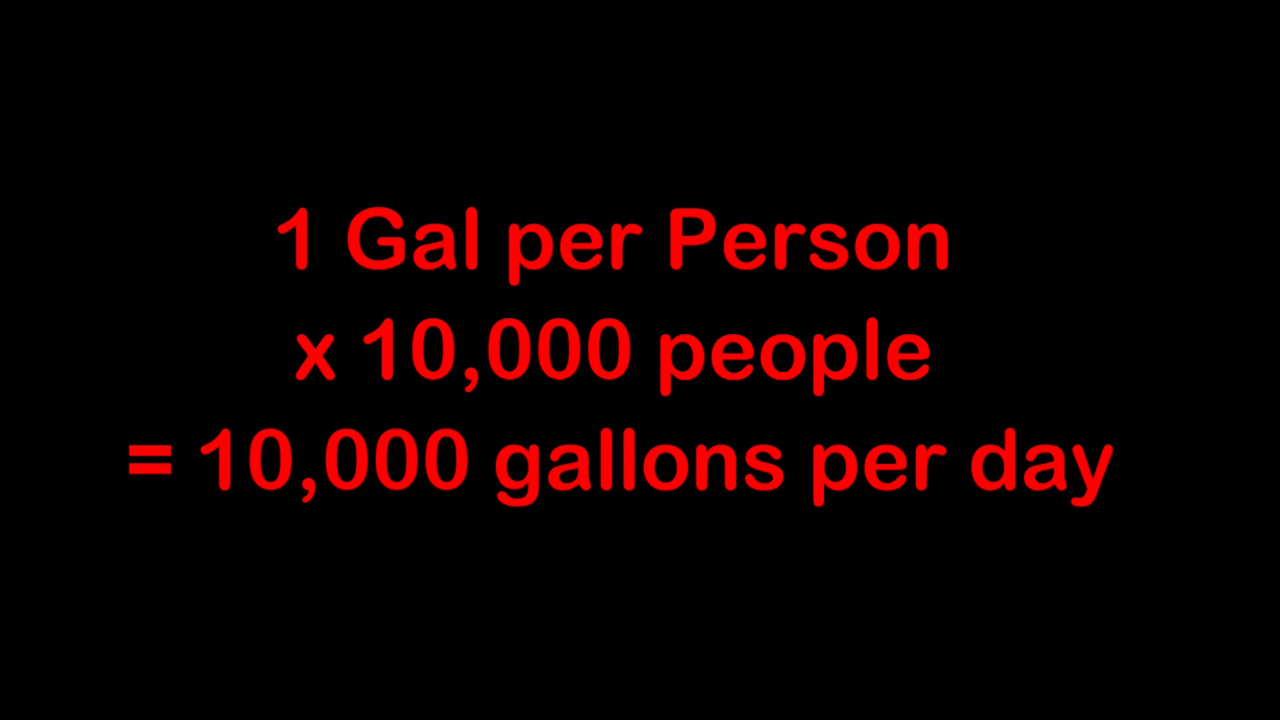 1 Gal per Person
x 10,000 people
= 10,000 gallons per day